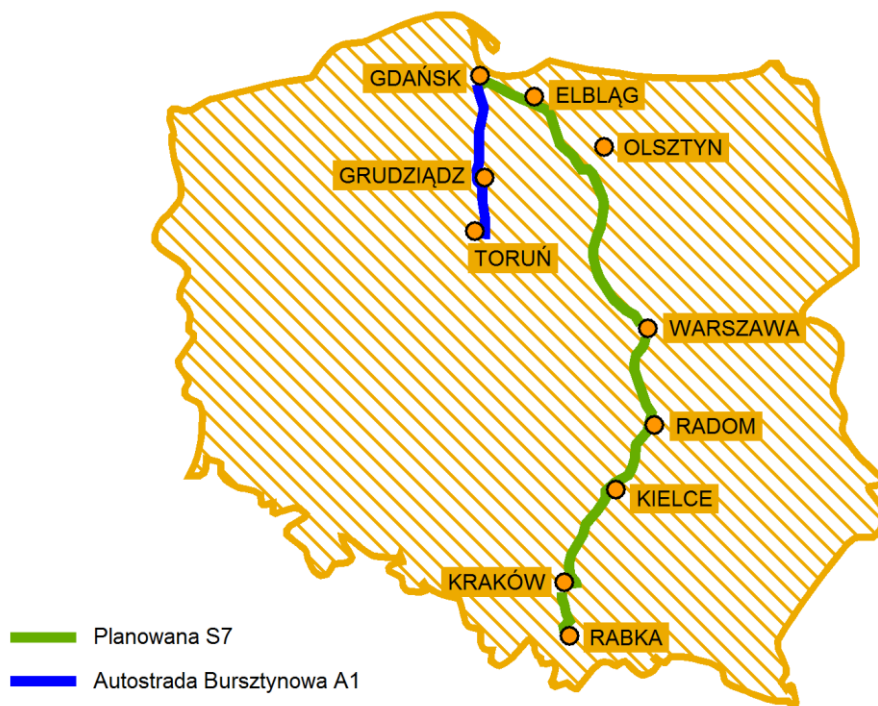 GDAŃSK
ELBLĄG
OLSZTYN
GRUDZIĄDZ
TORUŃ
WARSZAWA
RADOM
KIELCE
KRAKÓW
RABKA
Planowana S7
Autostrada Bursztynowa A1